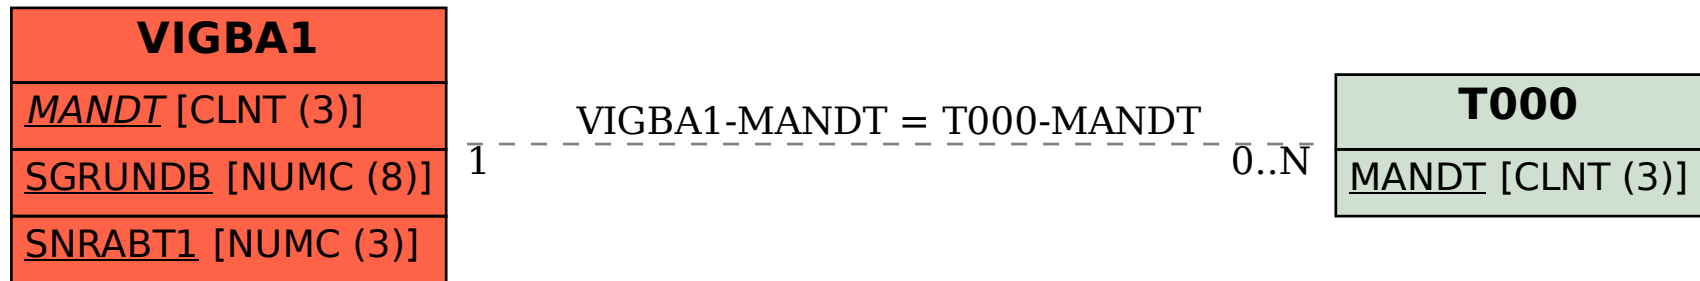 VIGBA1
MANDT [CLNT (3)]
SGRUNDB [NUMC (8)]
SNRABT1 [NUMC (3)]
VIGBA1-MANDT = T000-MANDT
1
0..N
T000
MANDT [CLNT (3)]